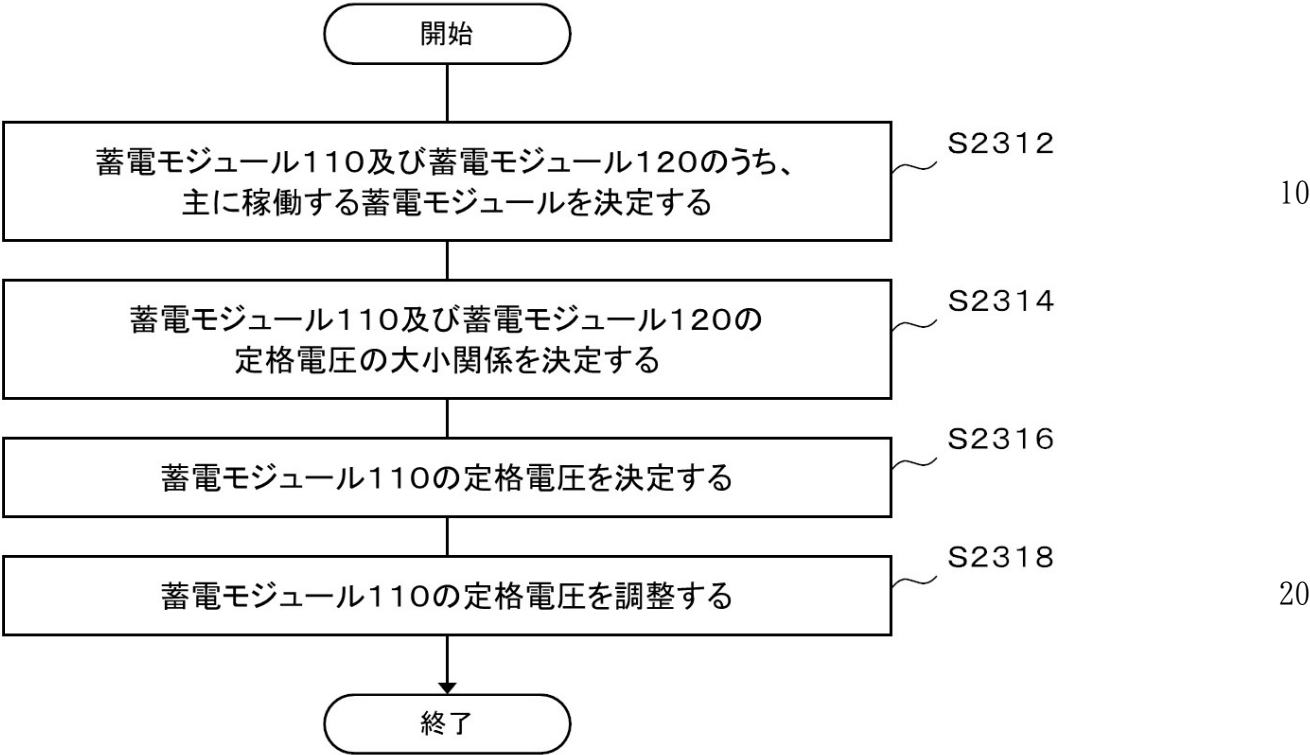 開始
蓄電モジュール110及び蓄電モジュール120のうち、
主に稼働する蓄電モジュールを決定する
S2312
10
蓄電モジュール110及び蓄電モジュール120の
定格電圧の大小関係を決定する
S2314
蓄電モジュール110の定格電圧を決定する
S2316
蓄電モジュール110の定格電圧を調整する
S2318
20
終了